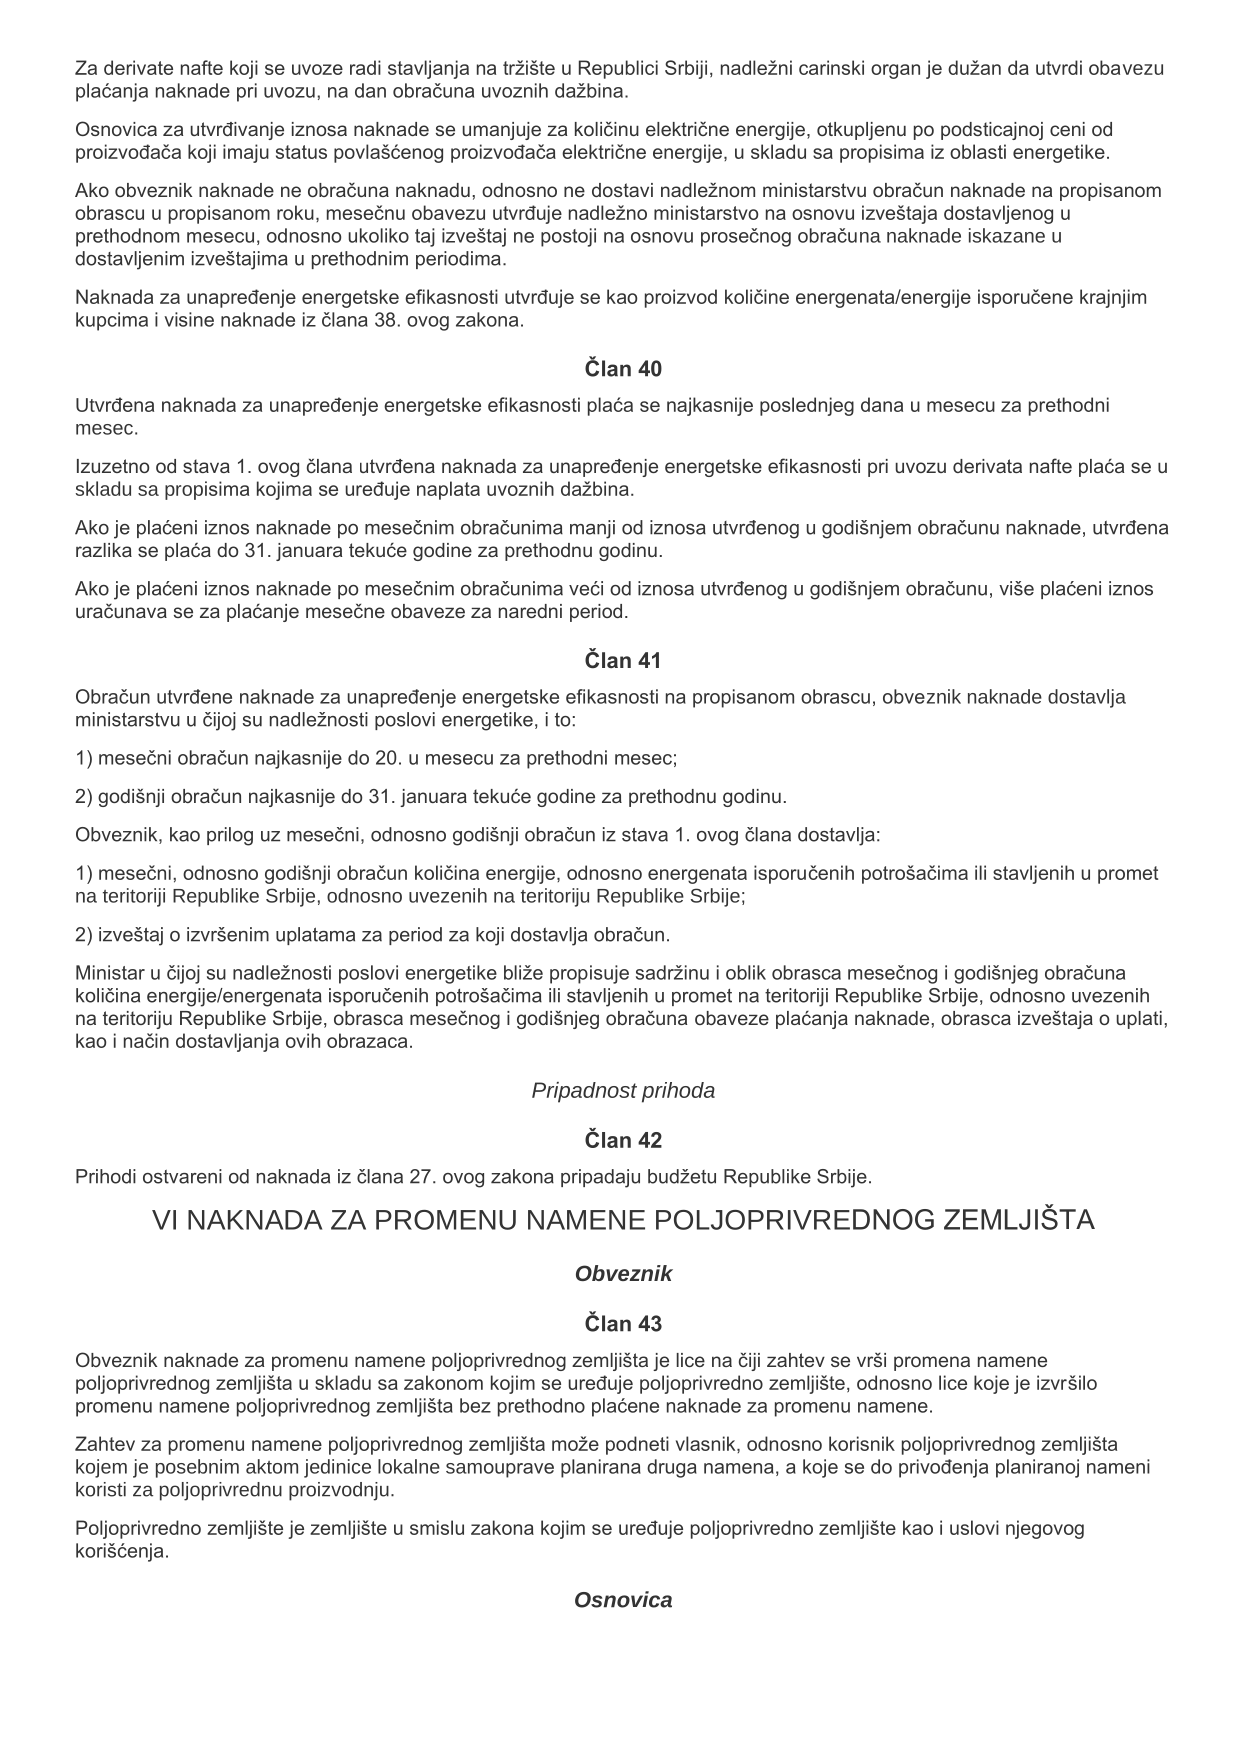 Za derivate nafte koji se uvoze radi stavljanja na tržište u Republici Srbiji, nadležni carinski organ je dužan da utvrdi obavezu
plaćanja naknade pri uvozu, na dan obračuna uvoznih dažbina.
Osnovica za utvrđivanje iznosa naknade se umanjuje za količinu električne energije, otkupljenu po podsticajnoj ceni od
proizvođača koji imaju status povlašćenog proizvođača električne energije, u skladu sa propisima iz oblasti energetike.
Ako obveznik naknade ne obračuna naknadu, odnosno ne dostavi nadležnom ministarstvu obračun naknade na propisanom
obrascu u propisanom roku, mesečnu obavezu utvrđuje nadležno ministarstvo na osnovu izveštaja dostavljenog u
prethodnom mesecu, odnosno ukoliko taj izveštaj ne postoji na osnovu prosečnog obračuna naknade iskazane u
dostavljenim izveštajima u prethodnim periodima.
Naknada za unapređenje energetske efikasnosti utvrđuje se kao proizvod količine energenata/energije isporučene krajnjim
kupcima i visine naknade iz člana 38. ovog zakona.
Član 40
Utvrđena naknada za unapređenje energetske efikasnosti plaća se najkasnije poslednjeg dana u mesecu za prethodni
mesec.
Izuzetno od stava 1. ovog člana utvrđena naknada za unapređenje energetske efikasnosti pri uvozu derivata nafte plaća se u
skladu sa propisima kojima se uređuje naplata uvoznih dažbina.
Ako je plaćeni iznos naknade po mesečnim obračunima manji od iznosa utvrđenog u godišnjem obračunu naknade, utvrđena
razlika se plaća do 31. januara tekuće godine za prethodnu godinu.
Ako je plaćeni iznos naknade po mesečnim obračunima veći od iznosa utvrđenog u godišnjem obračunu, više plaćeni iznos
uračunava se za plaćanje mesečne obaveze za naredni period.
Član 41
Obračun utvrđene naknade za unapređenje energetske efikasnosti na propisanom obrascu, obveznik naknade dostavlja
ministarstvu u čijoj su nadležnosti poslovi energetike, i to:
1) mesečni obračun najkasnije do 20. u mesecu za prethodni mesec;
2) godišnji obračun najkasnije do 31. januara tekuće godine za prethodnu godinu.
Obveznik, kao prilog uz mesečni, odnosno godišnji obračun iz stava 1. ovog člana dostavlja:
1) mesečni, odnosno godišnji obračun količina energije, odnosno energenata isporučenih potrošačima ili stavljenih u promet
na teritoriji Republike Srbije, odnosno uvezenih na teritoriju Republike Srbije;
2) izveštaj o izvršenim uplatama za period za koji dostavlja obračun.
Ministar u čijoj su nadležnosti poslovi energetike bliže propisuje sadržinu i oblik obrasca mesečnog i godišnjeg obračuna
količina energije/energenata isporučenih potrošačima ili stavljenih u promet na teritoriji Republike Srbije, odnosno uvezenih
na teritoriju Republike Srbije, obrasca mesečnog i godišnjeg obračuna obaveze plaćanja naknade, obrasca izveštaja o uplati,
kao i način dostavljanja ovih obrazaca.
Pripadnost prihoda
Član 42
Prihodi ostvareni od naknada iz člana 27. ovog zakona pripadaju budžetu Republike Srbije.
VI NAKNADA ZA PROMENU NAMENE POLJOPRIVREDNOG ZEMLJIŠTA
Obveznik
Član 43
Obveznik naknade za promenu namene poljoprivrednog zemljišta je lice na čiji zahtev se vrši promena namene
poljoprivrednog zemljišta u skladu sa zakonom kojim se uređuje poljoprivredno zemljište, odnosno lice koje je izvršilo
promenu namene poljoprivrednog zemljišta bez prethodno plaćene naknade za promenu namene.
Zahtev za promenu namene poljoprivrednog zemljišta može podneti vlasnik, odnosno korisnik poljoprivrednog zemljišta
kojem je posebnim aktom jedinice lokalne samouprave planirana druga namena, a koje se do privođenja planiranoj nameni
koristi za poljoprivrednu proizvodnju.
Poljoprivredno zemljište je zemljište u smislu zakona kojim se uređuje poljoprivredno zemljište kao i uslovi njegovog
korišćenja.
Osnovica